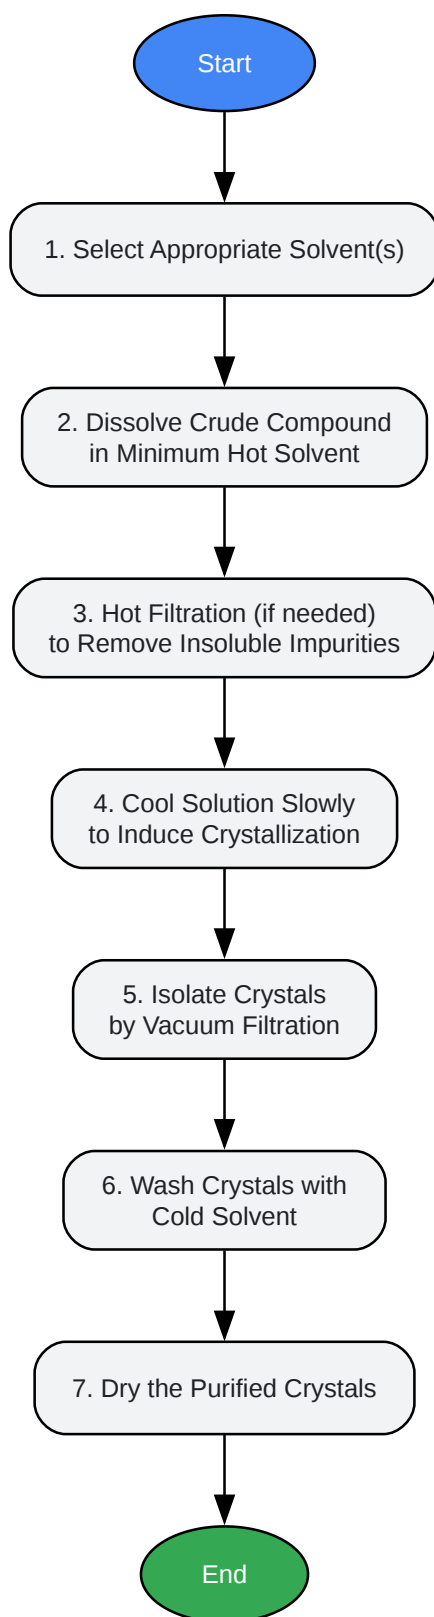 Start
1. Select Appropriate Solvent(s)
2. Dissolve Crude Compound
in Minimum Hot Solvent
3. Hot Filtration (if needed)
to Remove Insoluble Impurities
4. Cool Solution Slowly
to Induce Crystallization
5. Isolate Crystals
by Vacuum Filtration
6. Wash Crystals with
Cold Solvent
7. Dry the Purified Crystals
End